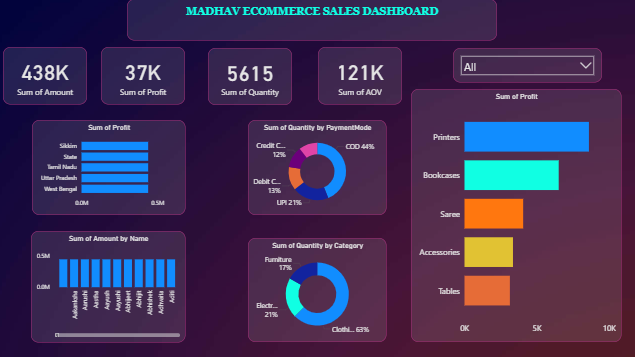 MADHAV ECOMMERCE SALES DASHBOARD
438K
Sum of Amount
37K
Sum of Profit
5615
Sum of Quantity
121K
Sum of AOV
All
Sum of Profit
Sikkim
State
Tamil Nadu
Uttar Pradesh
West Bengal
0.0M 0.5M
Sum of Quantity by PaymentMode
Credit C...
12%
COD 44%
Debit C...
13%
UPI 21%
Sum of Profit
Printers
Bookcases
Saree
Accessories
Tables
0K 5K 10K
Sum of Amount by Name
0.5M
0.0M
Aakanksha
Aarushi
Aastha
Aayush
Aayushi
Abhijeet
Abhijit
Abhishek
Achvana
Aditi
Sum of Quantity by Category
Furniture
17%
Electr...
21%
Clothi... 63%